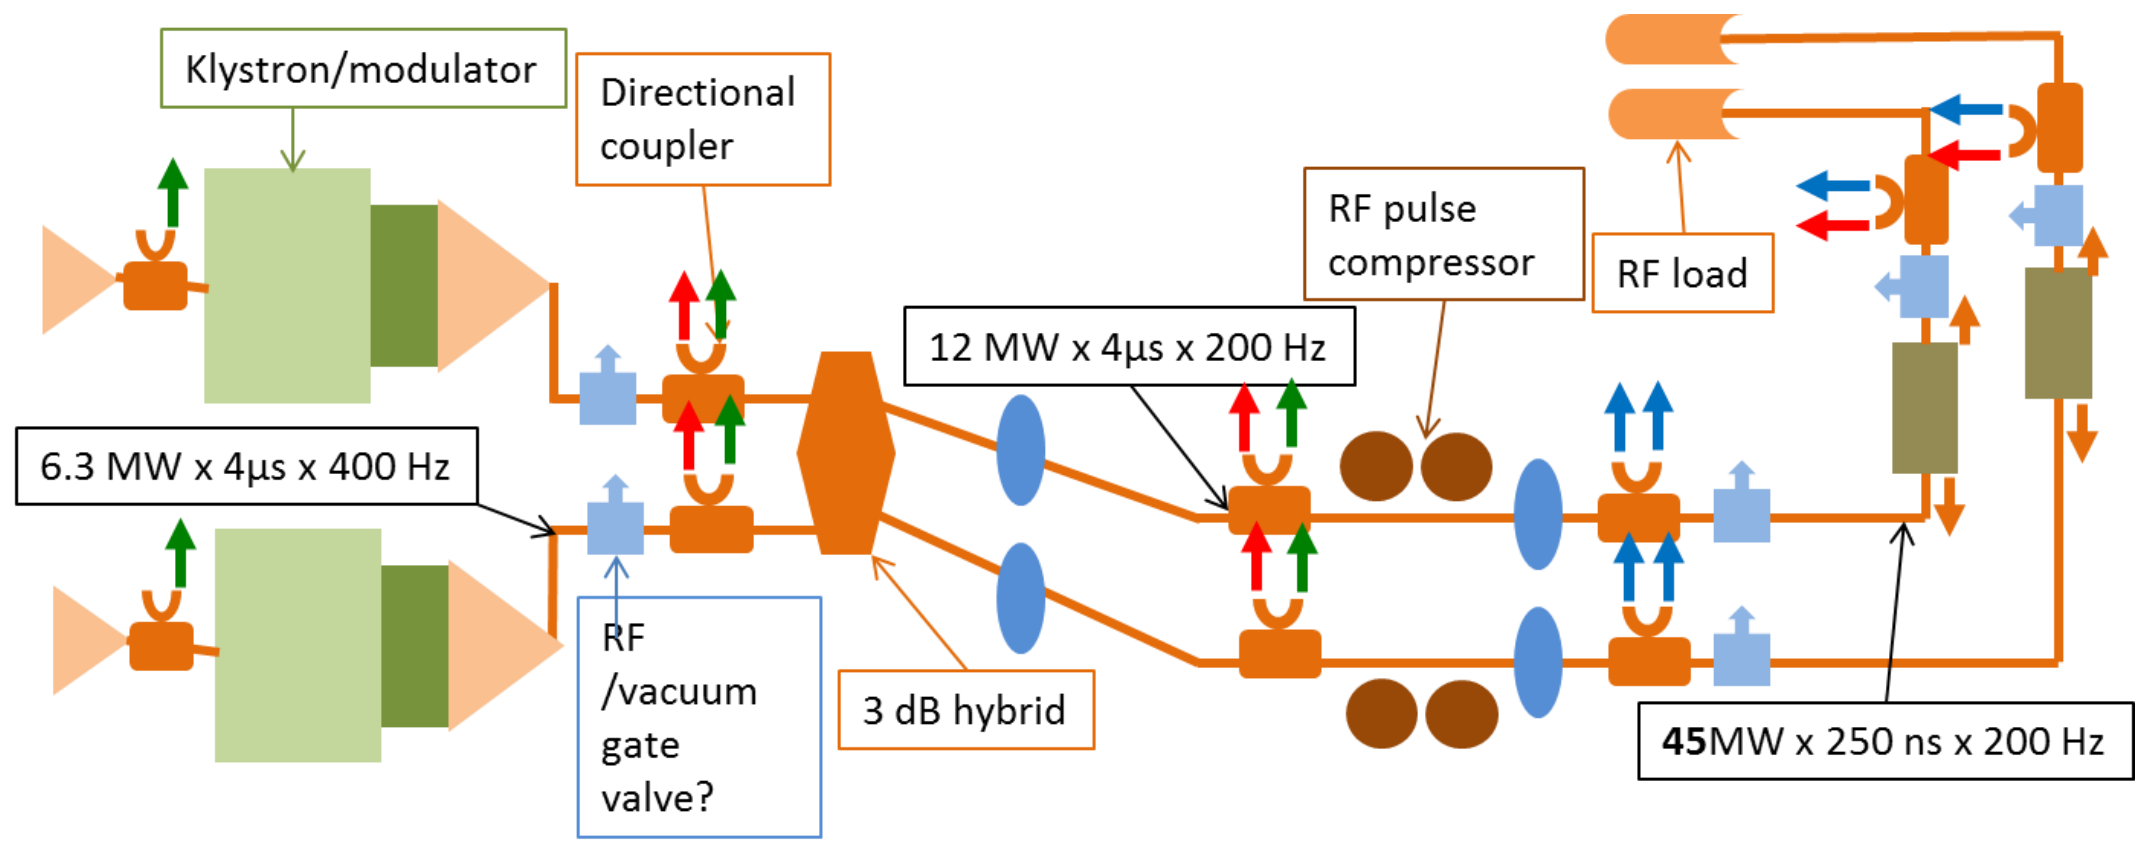 Klystron/modulator
Directional
coupler
RF pulse
compressor
RF load
12 MW x 4μs x 200 Hz
6.3 MW x 4μs x 400 Hz
RF
/vacuum
gate
valve?
3 dB hybrid
45MW x 250 ns x 200 Hz